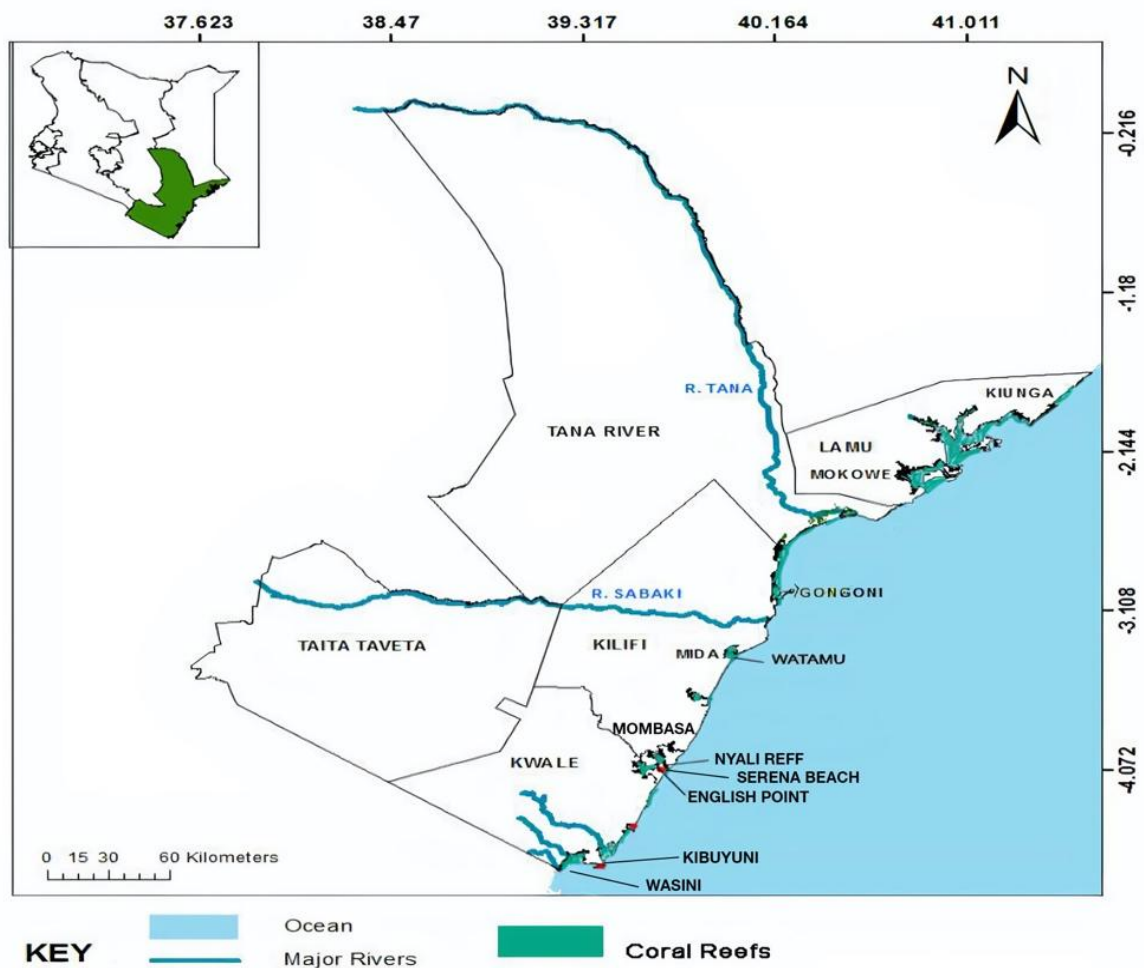 37.623 38.47 39.317 40.164 41.011
N
-0.216
-1.18
R. TANA
KIUNGA
TANA RIVER
LAMU
-2.144
MOKOWE
R. SABAKI
GONGONI
-3.108
TAITA TAVETA
KILIFI
MIDA
WATAMU
MOMBASA
KWALE
NYALI REFF
-4.072
SERENA BEACH
ENGLISH POINT
0 15 30 60 Kilometers
KIBUYUNI
WASINI
KEY
Ocean
Major Rivers
Coral Reefs